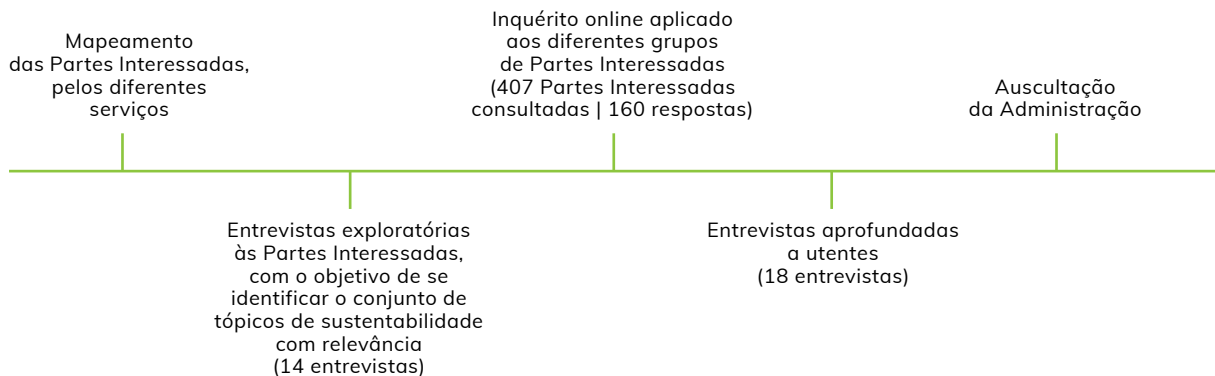 Mapeamento
das Partes Interessadas,
pelos diferentes
serviços
Entrevistas exploratórias
às Partes Interessadas,
com o objetivo de se
identificar o conjunto de
tópicos de sustentabilidade
com relevância
(14 entrevistas)
Inquérito online aplicado
aos diferentes grupos
de Partes Interessadas
(407 Partes Interessadas
consultadas | 160 respostas)
Entrevistas aprofundadas
a utentes
(18 entrevistas)
Auscultação
da Administração